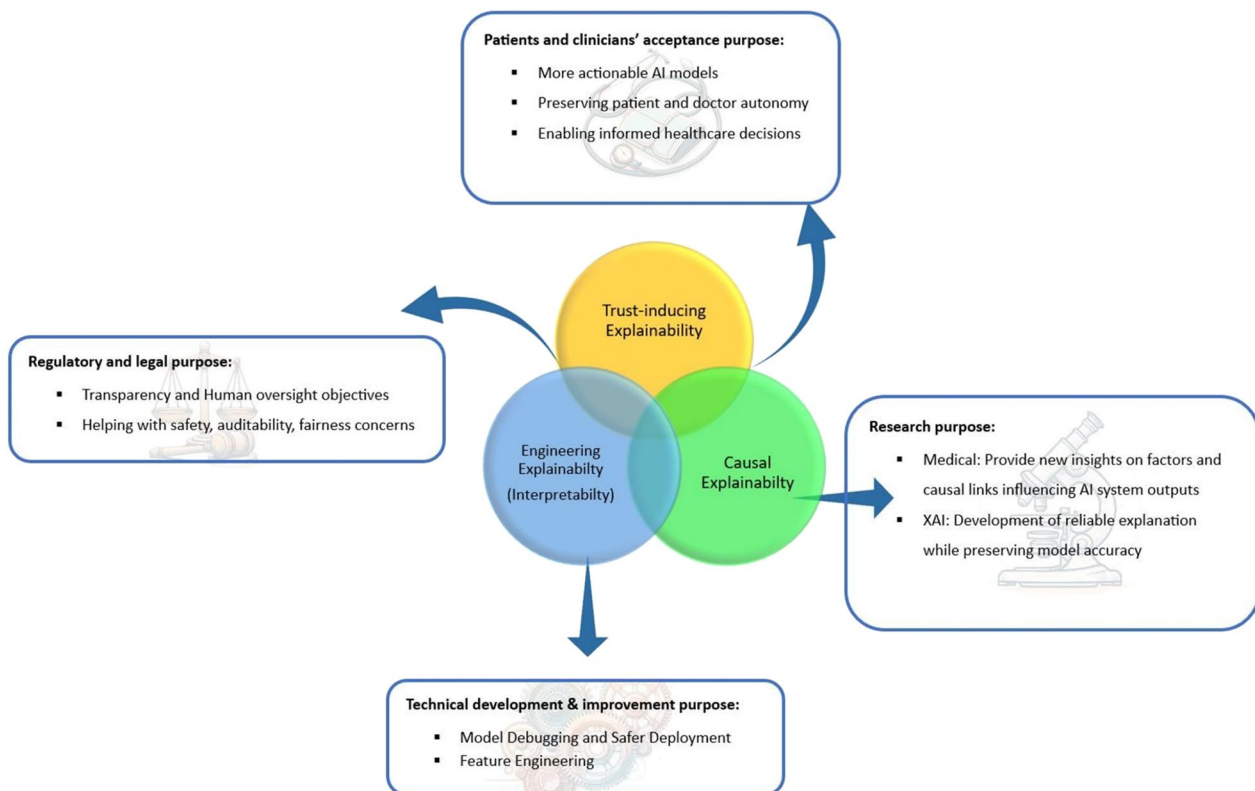 Patients and clinicians’ acceptance purpose:
▪ More actionable AI models
▪ Preserving patient and doctor autonomy
▪ Enabling informed healthcare decisions
Trust-inducing
Explainability
Regulatory and legal purpose:
▪ Transparency and Human oversight objectives
▪ Helping with safety, auditability, fairness concerns
Engineering
Explainabilty
(Interpretabilty)
Causal
Explainabilty
Research purpose:
▪ Medical: Provide new insights on factors and
causal links influencing AI system outputs
▪ XAI: Development of reliable explanation
while preserving model accuracy
Technical development & improvement purpose:
▪ Model Debugging and Safer Deployment
▪ Feature Engineering